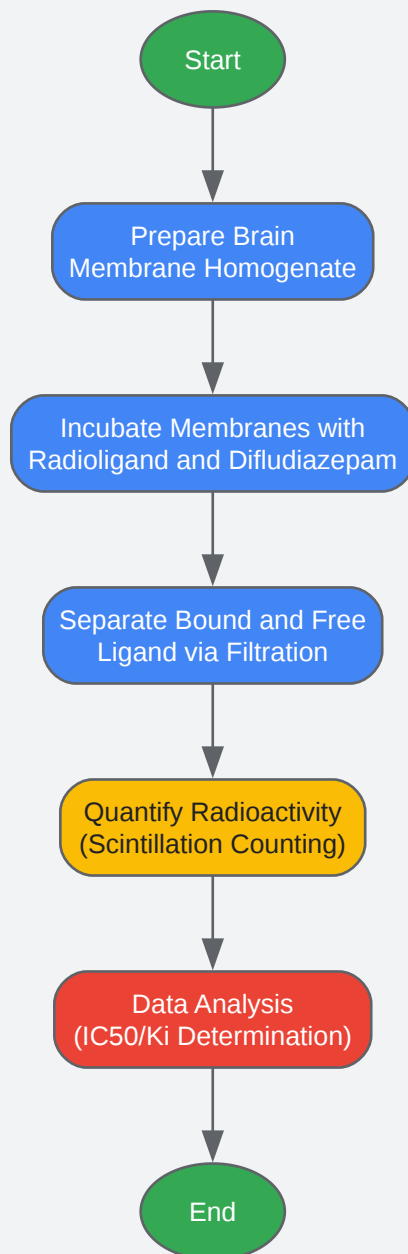 Start
Prepare Brain
Membrane Homogenate
Incubate Membranes with
Radioligand and Difludiazepam
Separate Bound and Free
Ligand via Filtration
Quantify Radioactivity
(Scintillation Counting)
Data Analysis
(IC50/Ki Determination)
End